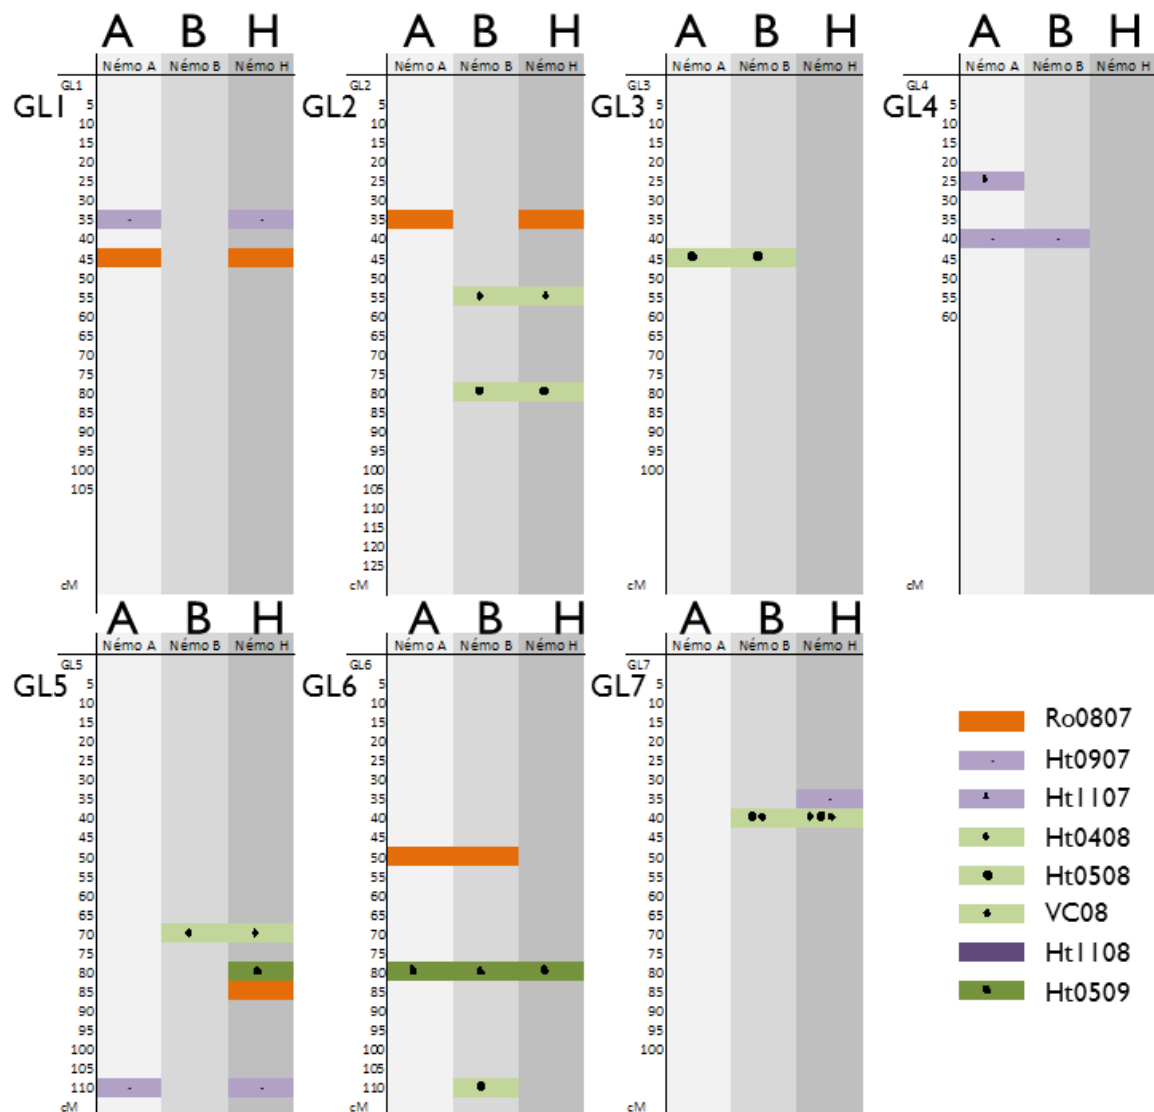 A B H A B H A B H A B H
Némo A Némo B Némo H Némo A Némo B Némo H Némo A Némo B Némo H Némo A Némo B Némo H
GL1 GL2 GL3 GL4
GL1 5 GL2 5 GL3 5 GL4 5
10 10 10 10
15 15 15 15
20 20 20 20
25 25 25 25
30 30 30 30
35 35 35 35
40 40 40 40
45 45 45 45
50 50 50 50
55 55 55 55
60 60 60 60
65 65 65
70 70 70
75 75 75
80 80 80
85 85 85
90 90 90
95 95 95
100 100 100
105 105
110
115
120
125
cM cM cM cM
A B H A B H A B H
Némo A Némo B Némo H Némo A Némo B Némo H Némo A Némo B Némo H
GL5 GL6 GL7
GL5 5 GL6 5 GL7 5
10 10 10
15 15 15
20 20 20
25 25 25
30 30 30
35 35 35
40 40 40
45 45 45
50 50 50
55 55 55
60 60 60
65 65 65
70 70 70
75 75 75
80 80 80
85 85 85
90 90 90
95 95 95
100 100 100
105 105
110 110
cM cM cM
Ro0807
Ht0907
Ht1107
Ht0408
Ht0508
VC08
Ht1108
Ht0509